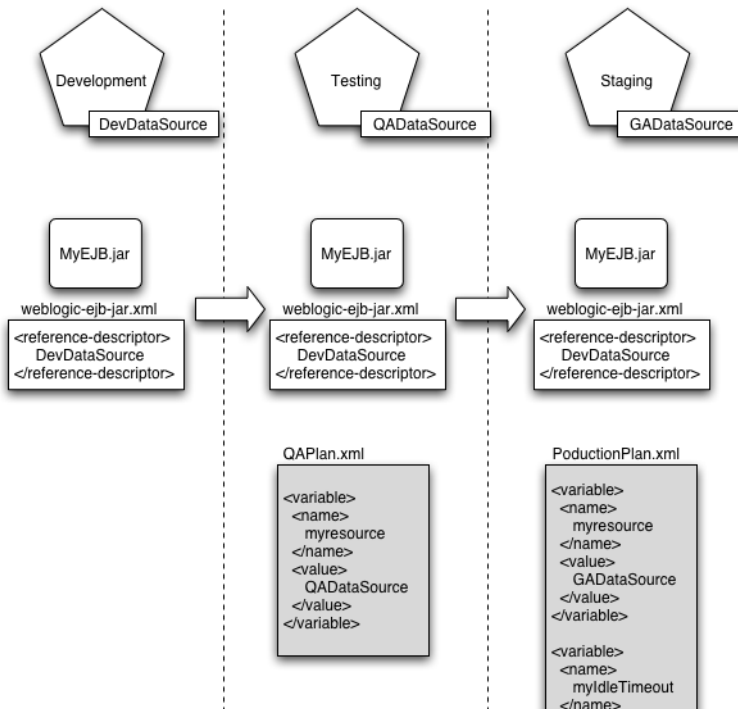 Development
DevDataSource
Testing
QADataSource
Staging
GADataSource
MyEJB.jar
MyEJB.jar
MyEJB.jar
weblogic-ejb-jar.xml
<reference-descriptor>
DevDataSource
</reference-descriptor>
weblogic-ejb-jar.xml
<reference-descriptor>
DevDataSource
</reference-descriptor>
weblogic-ejb-jar.xml
<reference-descriptor>
DevDataSource
</reference-descriptor>
QAPlan.xml
<variable>
<name>
myresource
</name>
<value>
QADataSource
</value>
</variable>
PoductionPlan.xml
<variable>
<name>
myresource
</name>
<value>
GADataSource
</value>
</variable>
<variable>
<name>
myIdleTimeout
</name>